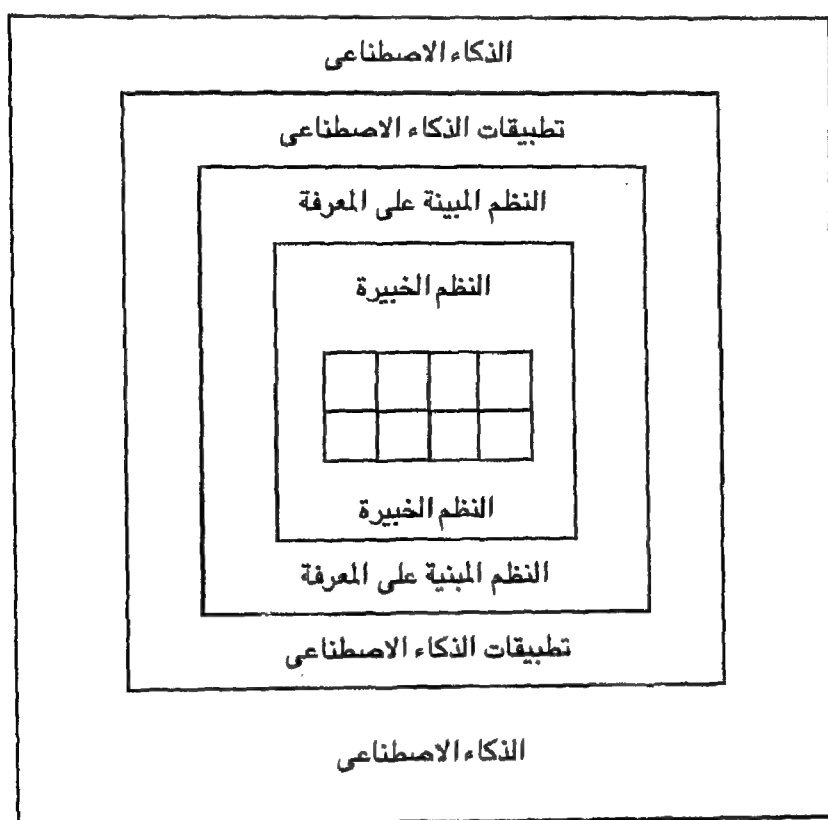 الذكاء الاصطناعى
تطبيقات الذكاء الاصطناعى
النظم المبينة على المعرفة
النظم الخبيرة
النظم الخبيرة
النظم المبنية على المعرفة
تطبيقات الذكاء الاصطناعى
الذكاء الاصطناعى